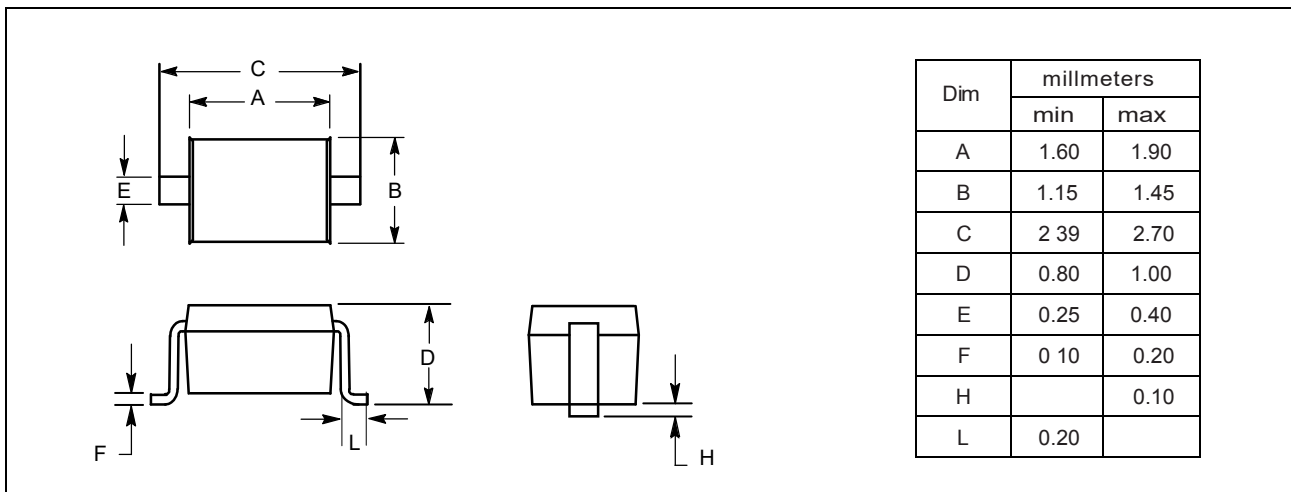 C
A
E
B
D
F
L
H
Dim millmeters
min max
A 1.60 1.90
B 1.15 1.45
C 2 39 2.70
D 0.80 1.00
E 0.25 0.40
F 0 10 0.20
H 0.10
L 0.20